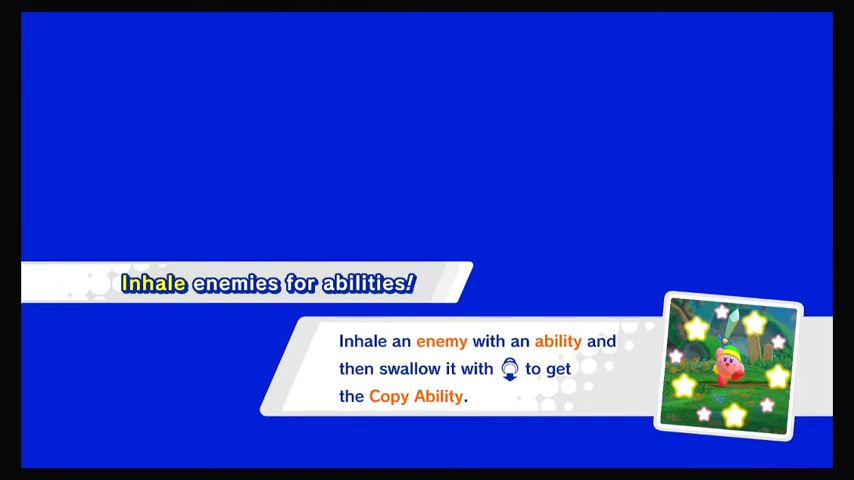 Inhale enemies for abilities!
Inhale an enemy with an ability and
then swallow it with to get
the Copy Ability.